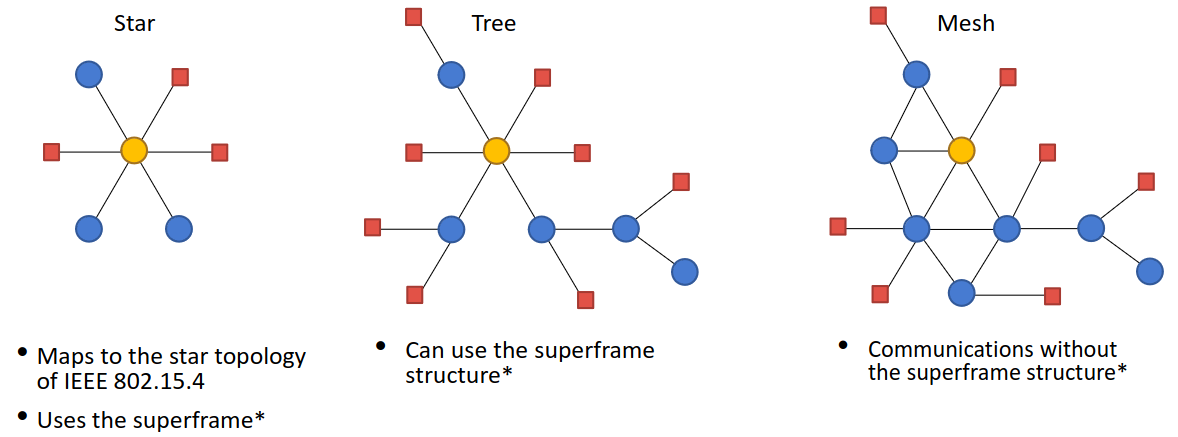 Star
Tree
Mesh
• Maps to the star topology
of IEEE 802.15.4
• Uses the superframe*
• Can use the superframe
structure*
• Communications without
the superframe structure*